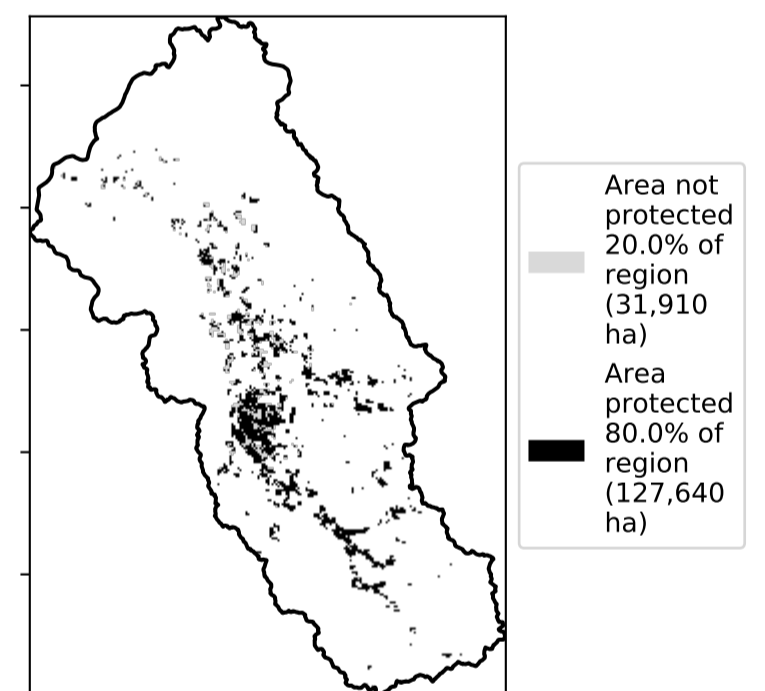 Area not
protected
20.0% of
region
(31,910
ha)
Area
protected
80.0% of
region
(127,640
ha)